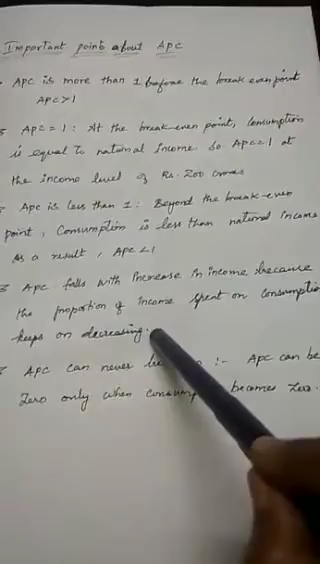 Important point about APC
APC is more than 1 before the break even point
APC>1
APC = 1 : At the break-even point, Consumption
is equal to national Income so APC=1 at
the income level of Rs. 200 crores
APC is less than 1 : Beyond the break-even
point, Consumption is less than national Income
As a result, APC<1
APC falls with increase in income because
the proportion of income spent on consumption
keeps on decreasing.
APC can never be :- APC can be
Zero only when becomes Zero.